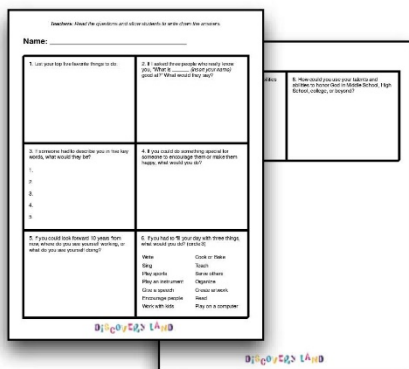 Teachers: Read the questions and allow students to write down the answers.
Name:
1. List your top five favorite things to do.
2. If I asked three people who really know
you, "What is ______ (insert your name)
good at?" What would they say?
3. If someone had to describe you in five key
words, what would they be?
1.
2.
3.
4.
5.
4. If you could do something special for
someone to encourage them or make them
happy, what would you do?
5. If you could look forward 10 years from
now, where do you see yourself working, or
what do you see yourself doing?
6. If you had to fill your day with three things,
what would you do? (circle 3)
Write
Cook or Bake
Sing
Teach
Play sports
Serve others
Play an instrument
Organize
Give a speech
Create artwork
Encourage people
Read
Work with kids
Play on a computer
DISCOVERY LAND
8. How could you use your talents and
abilities to honor God in Middle School, High
School, college, or beyond?
DISCOVERY LAND